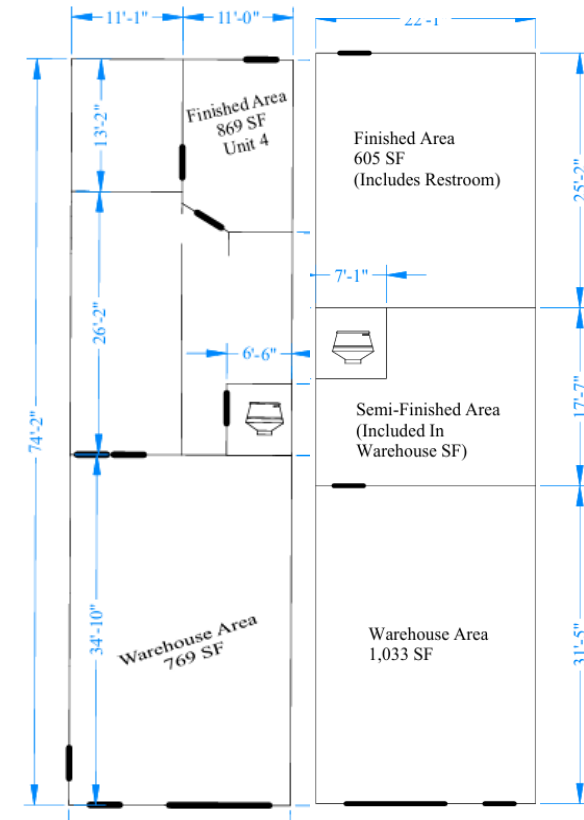 11'-1"
11'-0"
22'-1
13'-2"
Finished Area
869 SF
Unit 4
Finished Area
605 SF
(Includes Restroom)
25'-2"
7'-1"
26'-2"
6'-6"
74'-2"
Semi-Finished Area
(Included In
Warehouse SF)
17'-7"
34'-10"
Warehouse Area
769 SF
Warehouse Area
1,033 SF
31'-5"